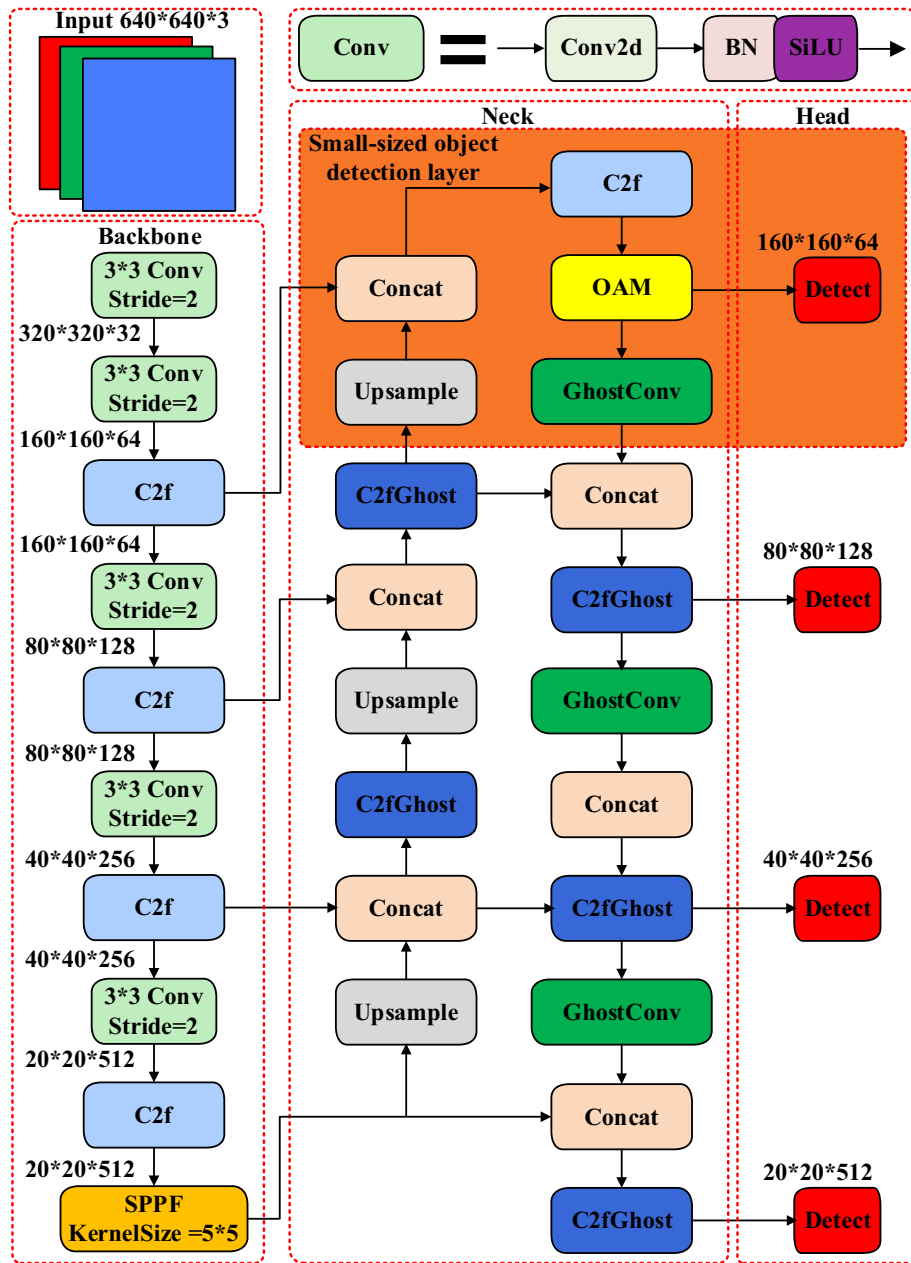 Input 640*640*3
Conv
=
Conv2d
BN
SiLU
Backbone
3*3 Conv
Stride=2
320*320*32
3*3 Conv
Stride=2
160*160*64
C2f
160*160*64
3*3 Conv
Stride=2
80*80*128
C2f
80*80*128
3*3 Conv
Stride=2
40*40*256
C2f
40*40*256
3*3 Conv
Stride=2
20*20*512
C2f
20*20*512
SPPF
KernelSize =5*5
Neck
Small-sized object
detection layer
Concat
Upsample
C2fGhost
Concat
Upsample
C2fGhost
Concat
Upsample
C2f
OAM
GhostConv
Concat
C2fGhost
GhostConv
Concat
C2fGhost
GhostConv
Concat
C2fGhost
Head
160*160*64
Detect
80*80*128
Detect
40*40*256
Detect
20*20*512
Detect